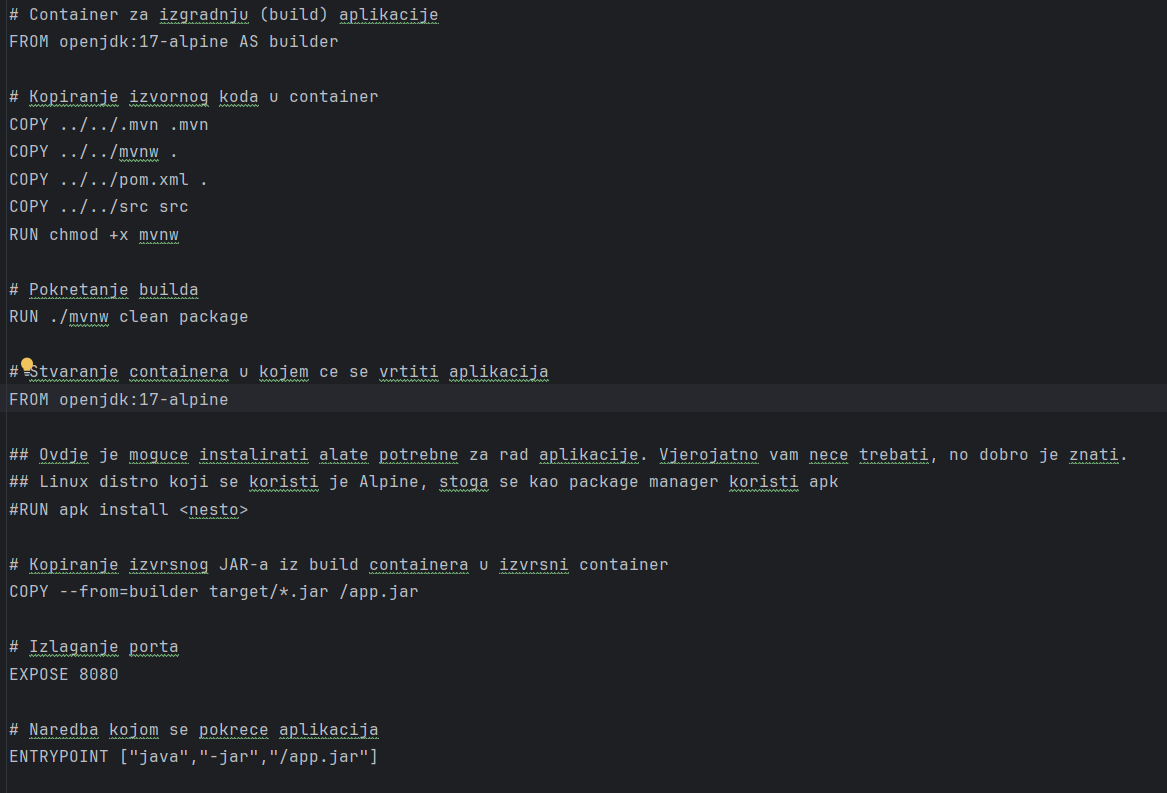 # Container za izgradnju (build) aplikacije
FROM openjdk:17-alpine AS builder
# Kopiranje izvornog koda u container
COPY ../../.mvn .mvn
COPY ../../mvnw .
COPY ../../pom.xml .
COPY ../../src src
RUN chmod +x mvnw
# Pokretanje builda
RUN ./mvnw clean package
# Stvaranje containera u kojem ce se vrtiti aplikacija
FROM openjdk:17-alpine
## Ovdje je moguce instalirati alate potrebne za rad aplikacije. Vjerojatno vam nece trebati, no dobro je znati.
## Linux distro koji se koristi je Alpine, stoga se kao package manager koristi apk
#RUN apk install <nesto>
# Kopiranje izvrsnog JAR-a iz build containera u izvrsni container
COPY --from=builder target/*.jar /app.jar
# Izlaganje porta
EXPOSE 8080
# Naredba kojom se pokrece aplikacija
ENTRYPOINT ["java","-jar","/app.jar"]